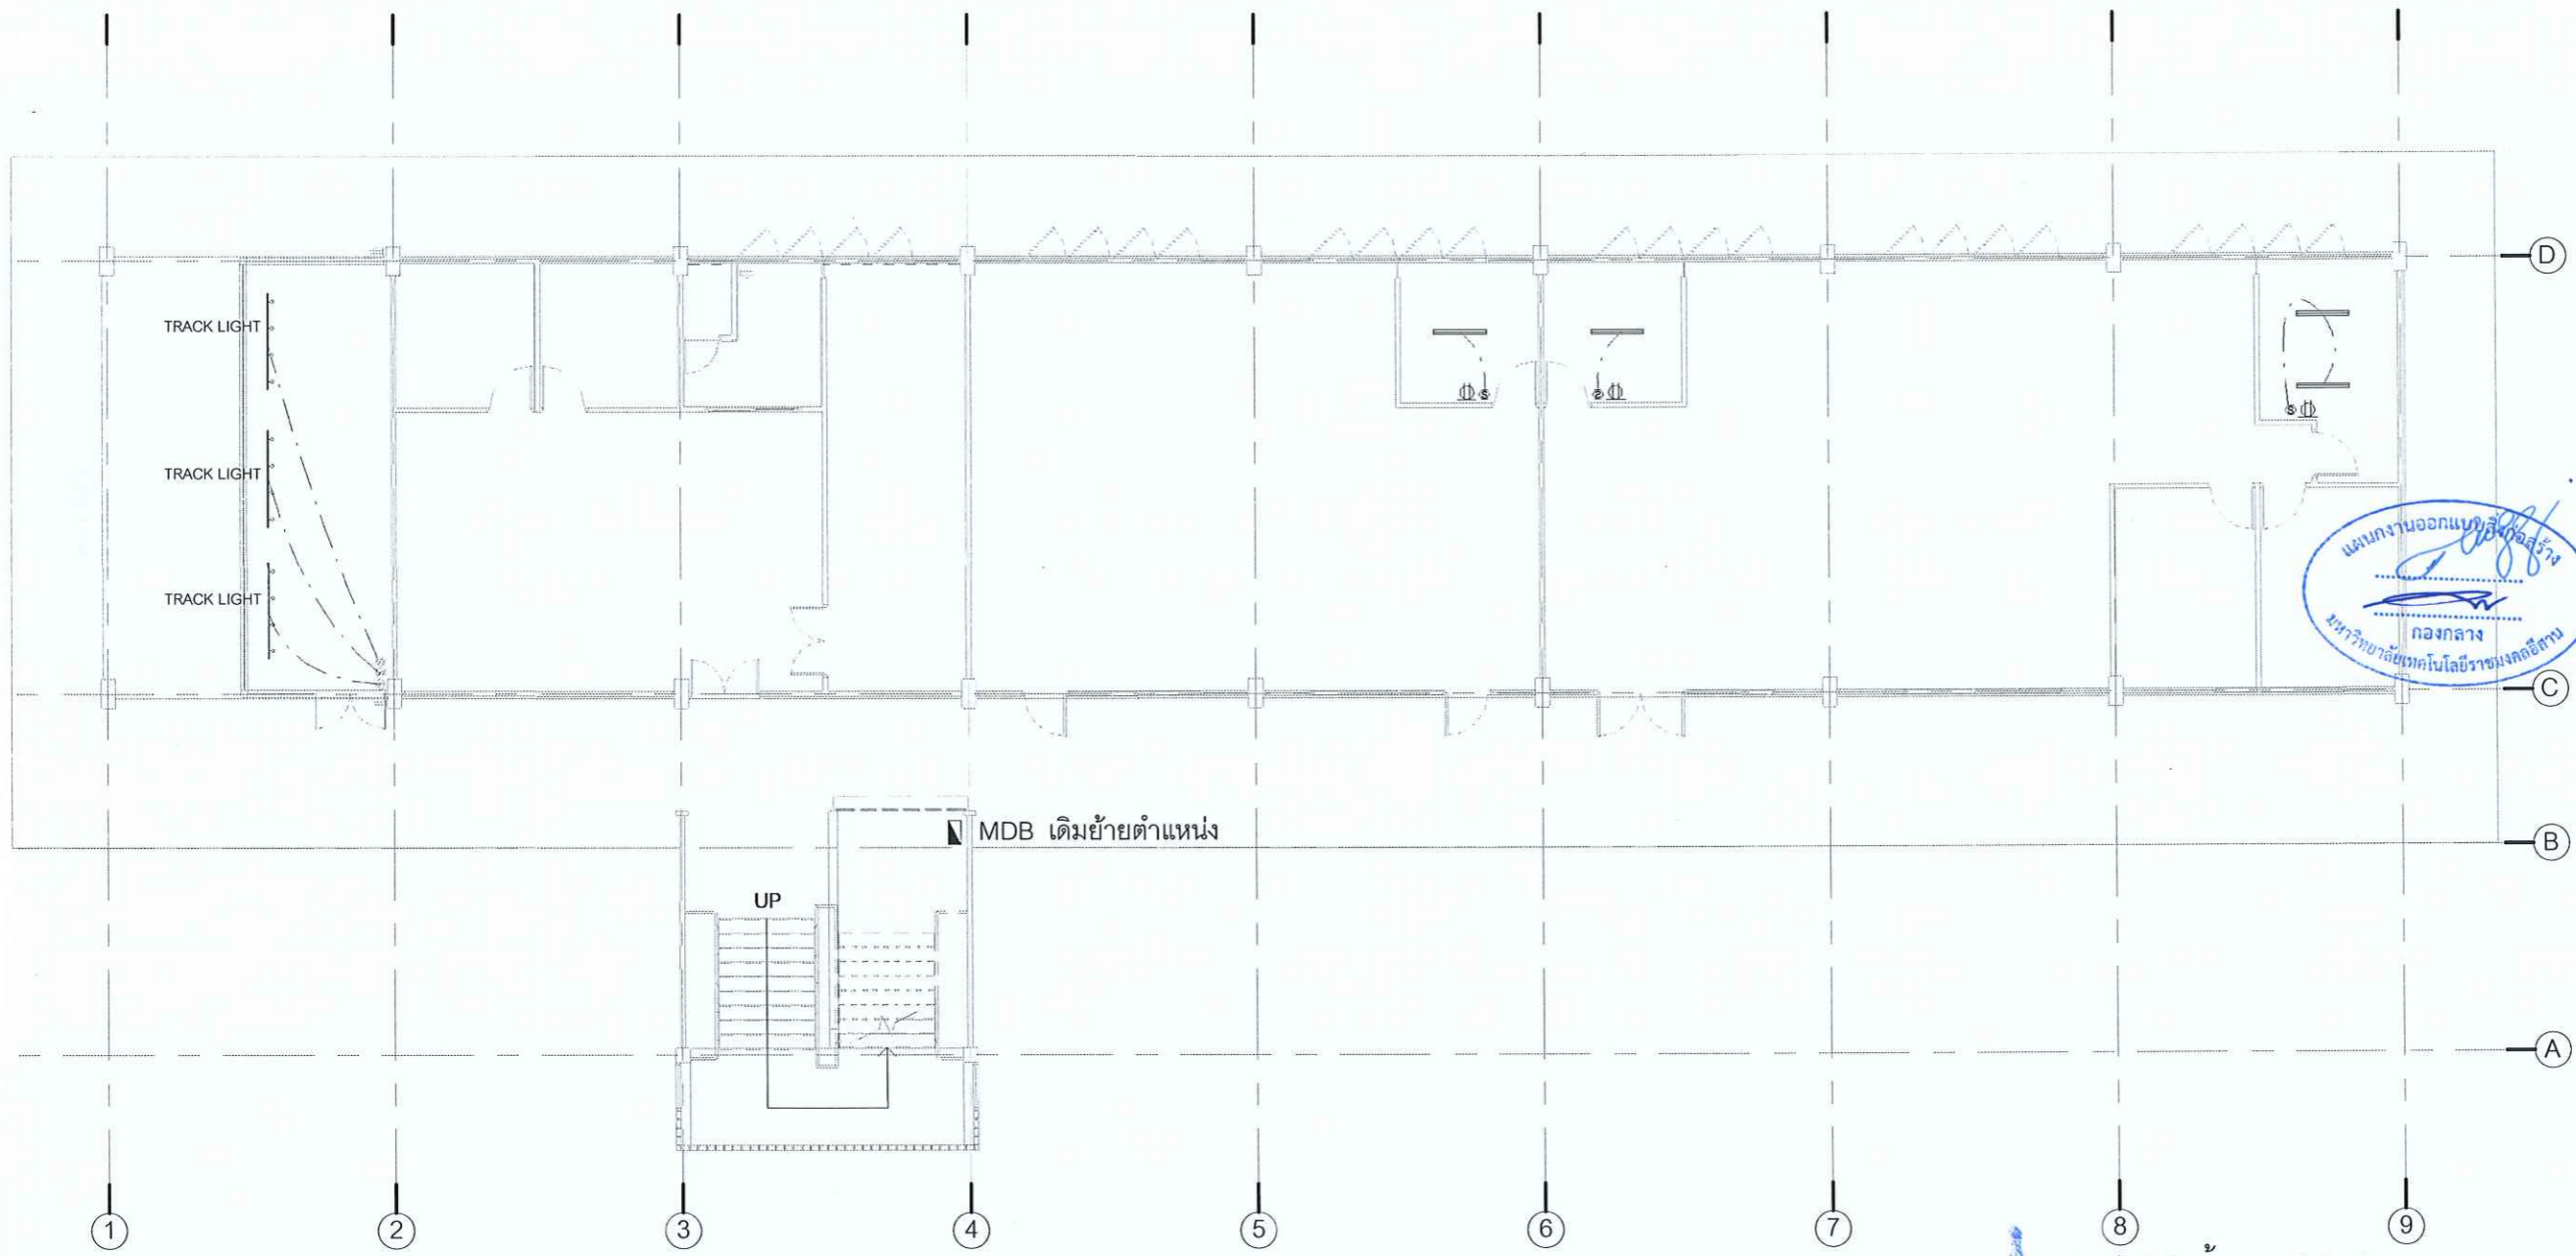 D
TRACK LIGHT
TRACK LIGHT
แผนกงานออกแบบสิ่งก่อสร้าง
กองกลาง
มหาวิทยาลัยเทคโนโลยีราชมงคลอีสาน
TRACK LIGHT
C
MDB เดิมย้ายตำแหน่ง
B
UP
A
1 2 3 4 5 6 7 8 9